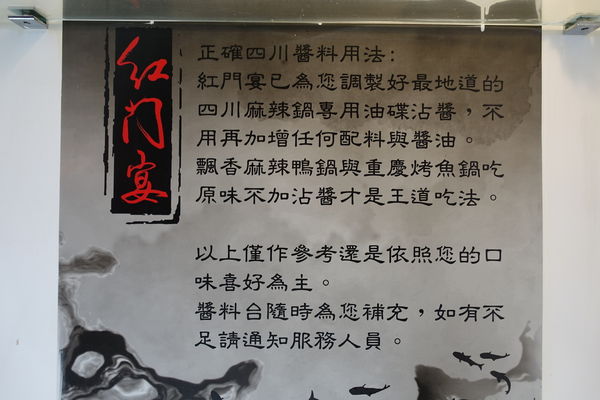 紅門宴
正確四川醬料用法:
紅門宴已為您調製好最地道的
四川麻辣鍋專用油碟沾醬，不
用再加增任何配料與醬油。
飄香麻辣鴨鍋與重慶烤魚鍋吃
原味不加沾醬才是王道吃法。
以上僅作參考還是依照您的口
味喜好為主。
醬料台隨時為您補充，如有不
足請通知服務人員。